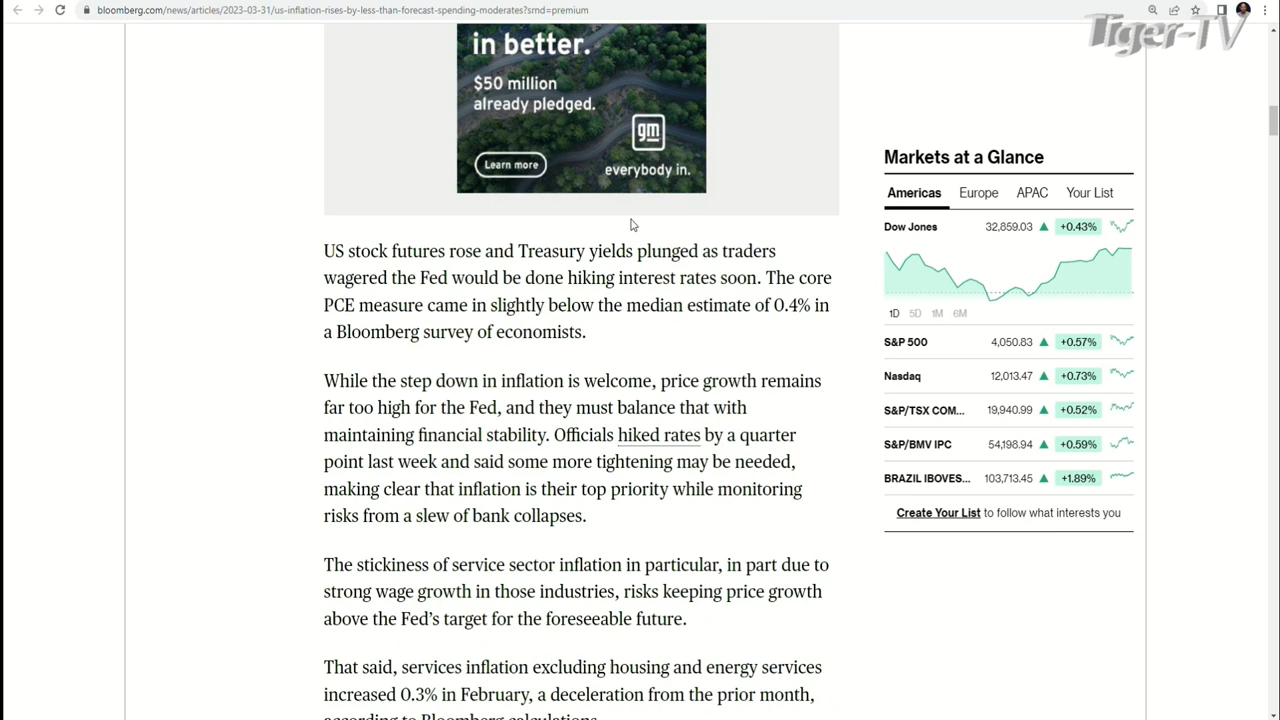 bloomberg.com/news/articles/2023-03-31/us-inflation-rises-by-less-than-forecast-spending-moderates?srnd=premium
Tiger-TV
in better.
$50 million
already pledged.
gm
Learn more
everybody in.
US stock futures rose and Treasury yields plunged as traders
wagered the Fed would be done hiking interest rates soon. The core
PCE measure came in slightly below the median estimate of 0.4% in
a Bloomberg survey of economists.
While the step down in inflation is welcome, price growth remains
far too high for the Fed, and they must balance that with
maintaining financial stability. Officials hiked rates by a quarter
point last week and said some more tightening may be needed,
making clear that inflation is their top priority while monitoring
risks from a slew of bank collapses.
The stickiness of service sector inflation in particular, in part due to
strong wage growth in those industries, risks keeping price growth
above the Fed's target for the foreseeable future.
That said, services inflation excluding housing and energy services
increased 0.3% in February, a deceleration from the prior month,
according to Bloomberg calculations.
Markets at a Glance
Americas Europe APAC Your List
Dow Jones 32,859.03 ▲ +0.43%
1D 5D 1M 6M
S&P 500 4,050.83 ▲ +0.57%
Nasdaq 12,013.47 ▲ +0.73%
S&P/TSX COM... 19,940.99 ▲ +0.52%
S&P/BMV IPC 54,198.94 ▲ +0.59%
BRAZIL IBOVES... 103,713.45 ▲ +1.89%
Create Your List to follow what interests you